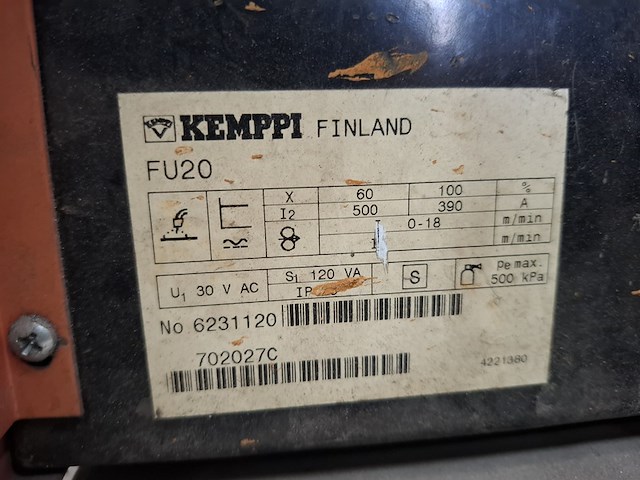 KEMPPI FINLAND
FU20
X 60 100 %
I2 500 390 A
0-18 m/min
m/min
U1 30 V AC
S1 120 VA
S
Pe max.
500 kPa
No 6231120
702027C
4221380